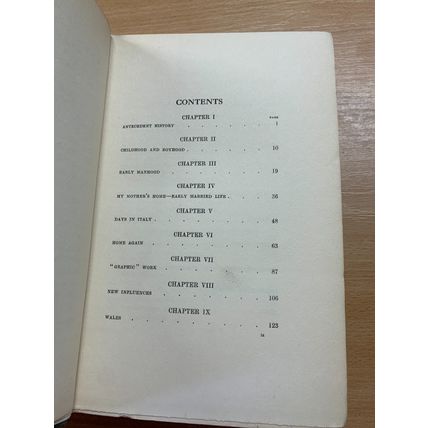 CONTENTS
PAGE
CHAPTER I
ANTECEDENT HISTORY . . . . . . 1
CHAPTER II
CHILDHOOD AND BOYHOOD . . . . . . 10
CHAPTER III
EARLY MANHOOD . . . . . . . 19
CHAPTER IV
MY MOTHER'S HOME—EARLY MARRIED LIFE . . . 36
CHAPTER V
DAYS IN ITALY . . . . . . . 48
CHAPTER VI
HOME AGAIN . . . . . . . 63
CHAPTER VII
"GRAPHIC" WORK . . . . . . . 87
CHAPTER VIII
NEW INFLUENCES . . . . . . . 106
CHAPTER IX
WALES . . . . . . . . 123
ix